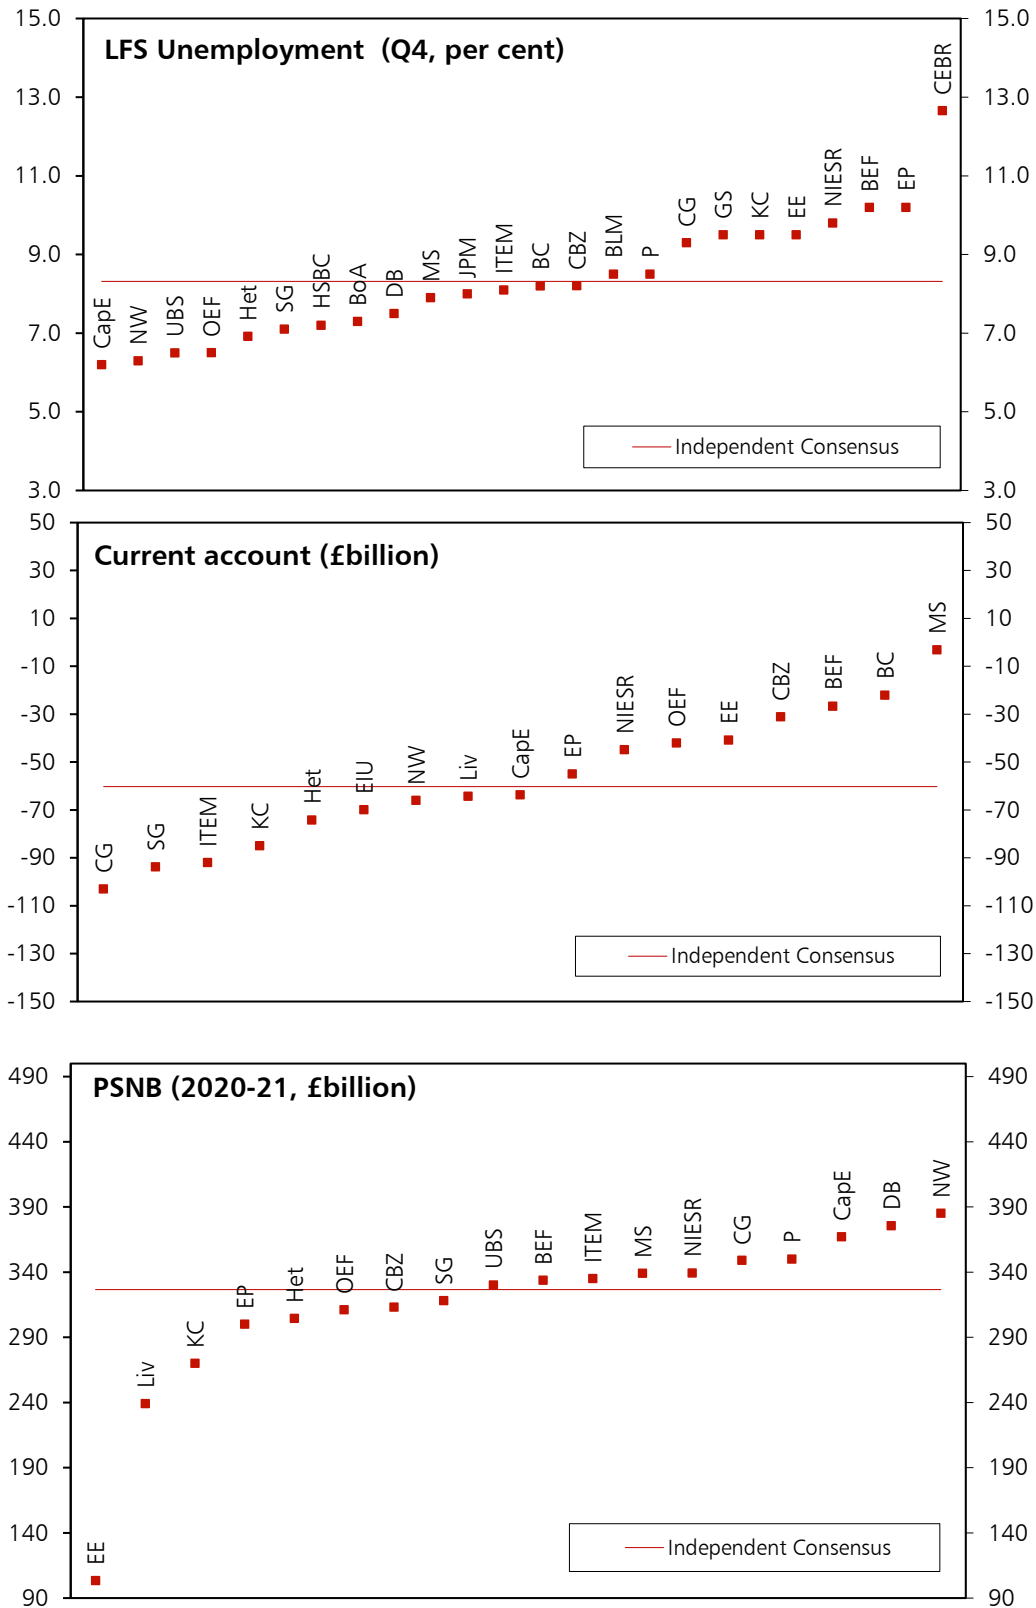 LFS Unemployment (Q4, per cent)
15.0 15.0
13.0 13.0
11.0 11.0
9.0 9.0
7.0 7.0
5.0 5.0
3.0 3.0
CapE
NW
UBS
OEF
Het
SG
HSBC
BoA
DB
MS
JPM
ITEM
BC
CBZ
BLM
P
CG
GS
KC
EE
NIESR
BEF
EP
CEBR
Independent Consensus
Current account (£billion)
50 50
30 30
10 10
-10 -10
-30 -30
-50 -50
-70 -70
-90 -90
-110 -110
-130 -130
-150 -150
CG
SG
ITEM
KC
Het
EIU
NW
Liv
CapE
EP
NIESR
OEF
EE
CBZ
BEF
BC
MS
Independent Consensus
PSNB (2020-21, £billion)
490 490
440 440
390 390
340 340
290 290
240 240
190 190
140 140
90 90
EE
Liv
KC
EP
Het
OEF
CBZ
SG
UBS
BEF
ITEM
MS
NIESR
CG
P
CapE
DB
NW
Independent Consensus